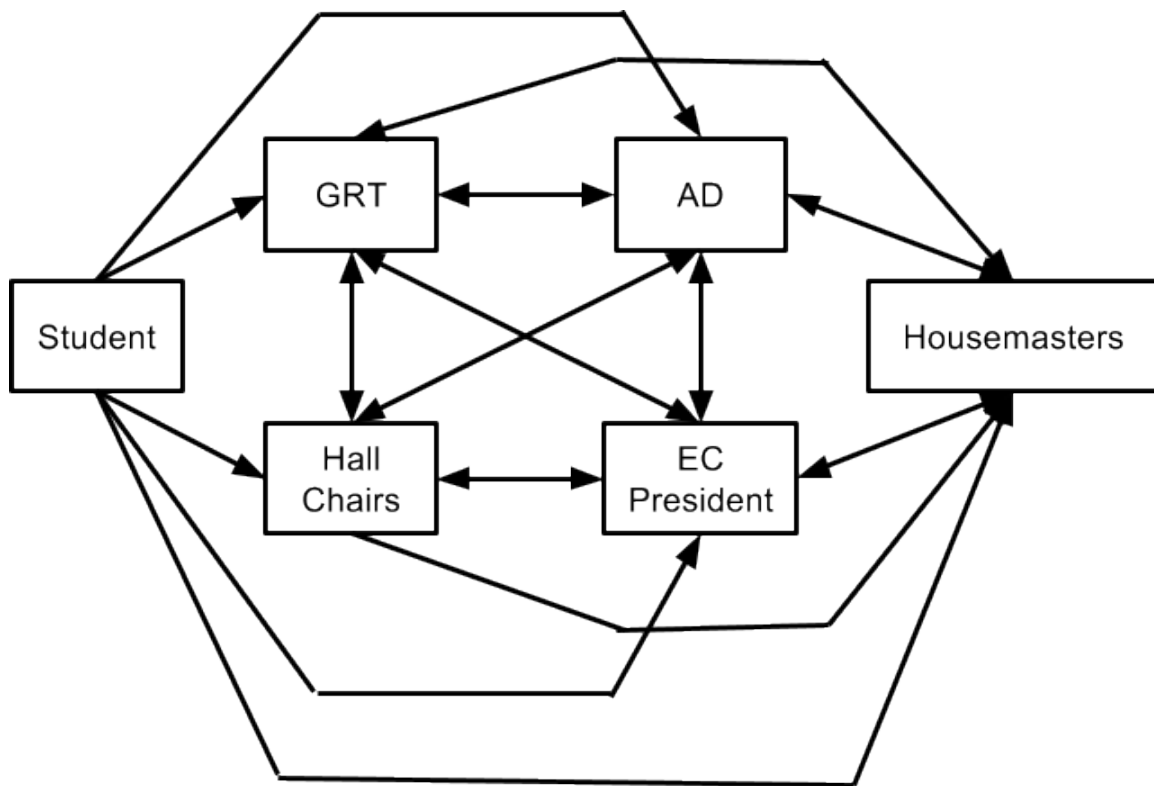 GRT
AD
Student
Housemasters
Hall
Chairs
EC
President